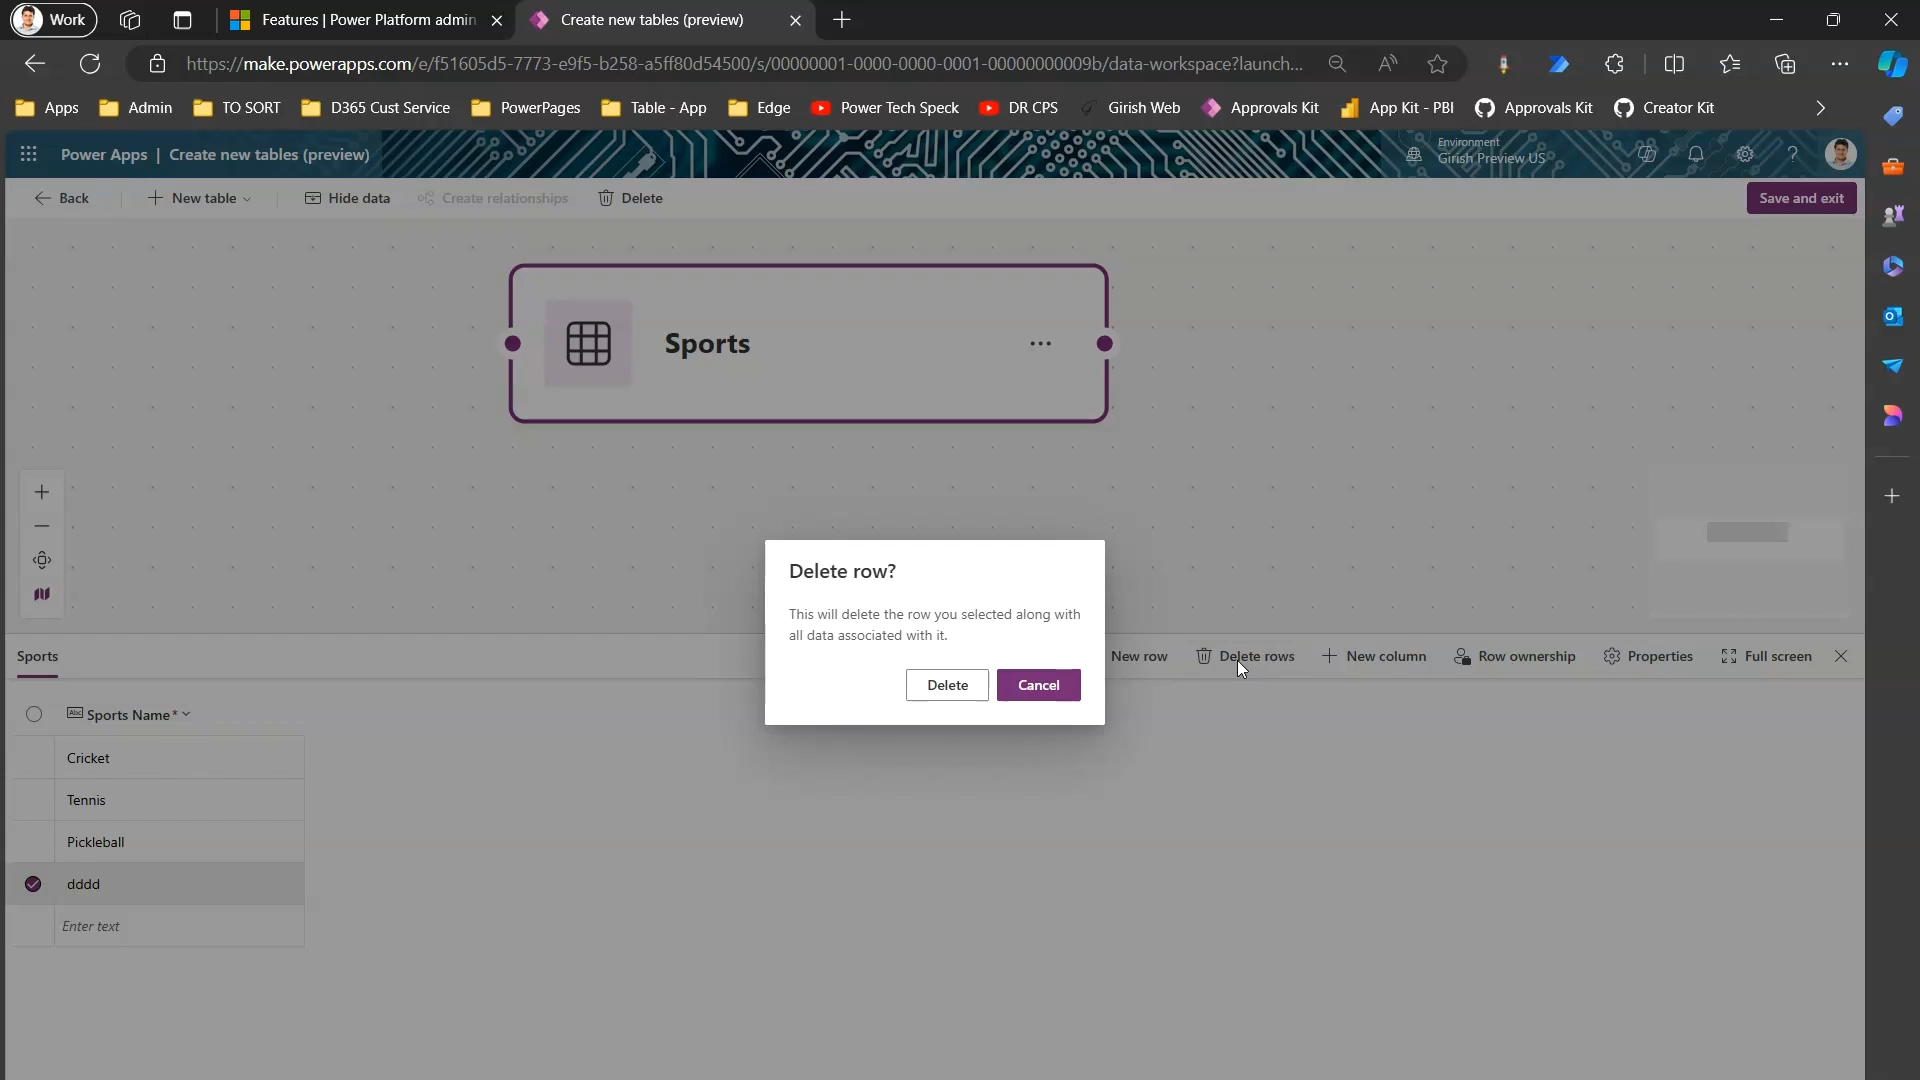 Work
Features | Power Platform admin
Create new tables (preview)
https://make.powerapps.com/e/f51605d5-7773-e9f5-b258-a5ff80d54500/s/00000001-0000-0000-0001-00000000009b/data-workspace?launch...
Apps
Admin
TO SORT
D365 Cust Service
PowerPages
Table - App
Edge
Power Tech Speck
DR CPS
Girish Web
Approvals Kit
App Kit - PBI
Approvals Kit
Creator Kit
Power Apps | Create new tables (preview)
Environment
Girish Preview US
Back
New table
Hide data
Create relationships
Delete
Save and exit
Sports
Delete row?
This will delete the row you selected along with
all data associated with it.
Delete
Cancel
Sports
New row
Delete rows
New column
Row ownership
Properties
Full screen
Abc Sports Name *
Cricket
Tennis
Pickleball
dddd
Enter text